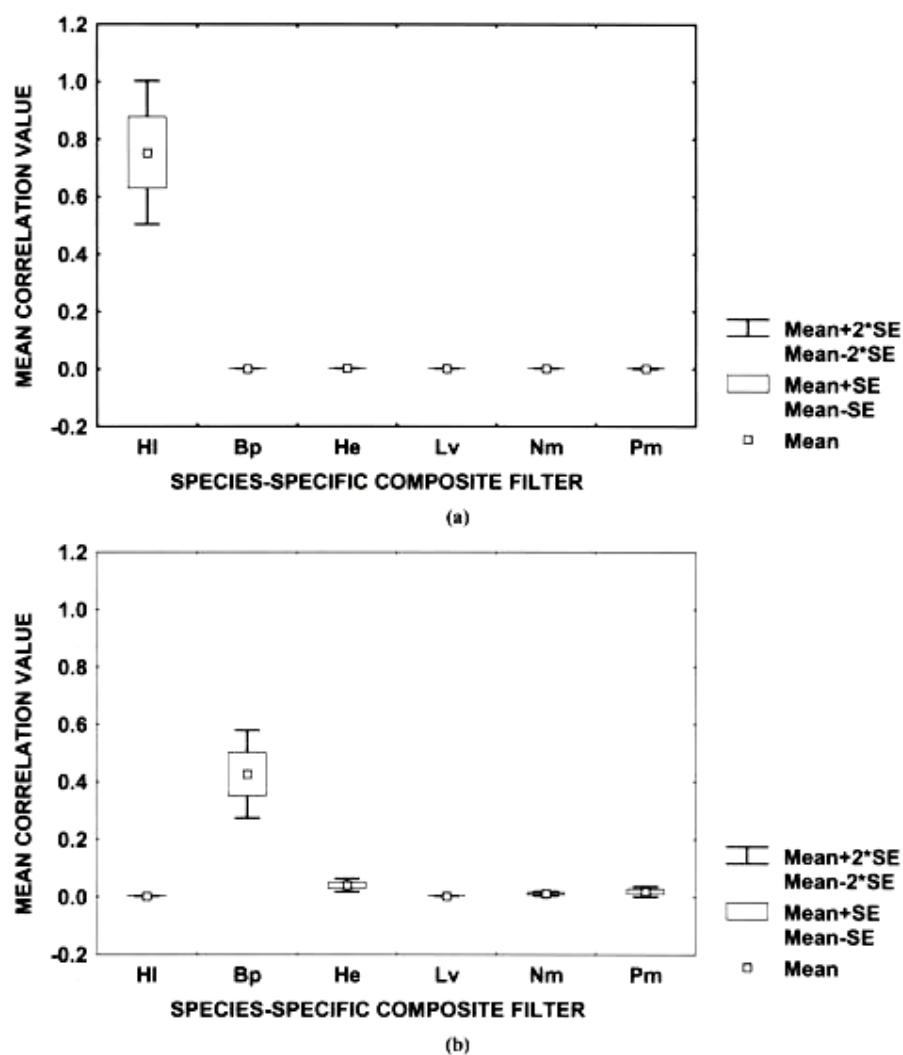 1.2
1.0
0.8
0.6
0.4
0.2
0.0
-0.2
MEAN CORRELATION VALUE
Hl Bp He Lv Nm Pm
SPECIES-SPECIFIC COMPOSITE FILTER
Mean+2*SE
Mean-2*SE
Mean+SE
Mean-SE
Mean
(a)
1.2
1.0
0.8
0.6
0.4
0.2
0.0
-0.2
MEAN CORRELATION VALUE
Hl Bp He Lv Nm Pm
SPECIES-SPECIFIC COMPOSITE FILTER
Mean+2*SE
Mean-2*SE
Mean+SE
Mean-SE
Mean
(b)